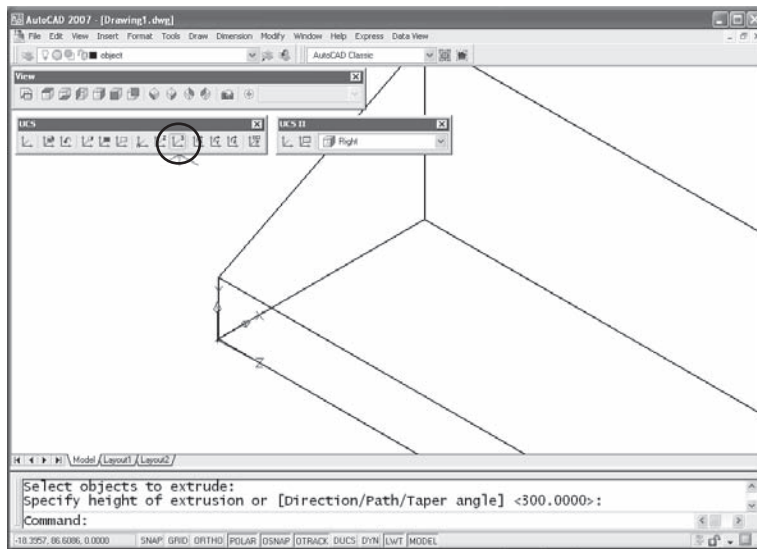 AutoCAD 2007 - [Drawing1.dwg]
File Edit View Insert Format Tools Draw Dimension Modify Window Help Express Data View
object AutoCAD Classic
View
UCS UCS II
Right
Y
X
Z
Model Layout1 Layout2
Select objects to extrude:
Specify height of extrusion or [Direction/Path/Taper angle] <300.0000>:
Command:
-18.3957, 86.6086, 0.0000 SNAP GRID ORTHO POLAR OSNAP OTRACK DUCS DYN LWT MODEL